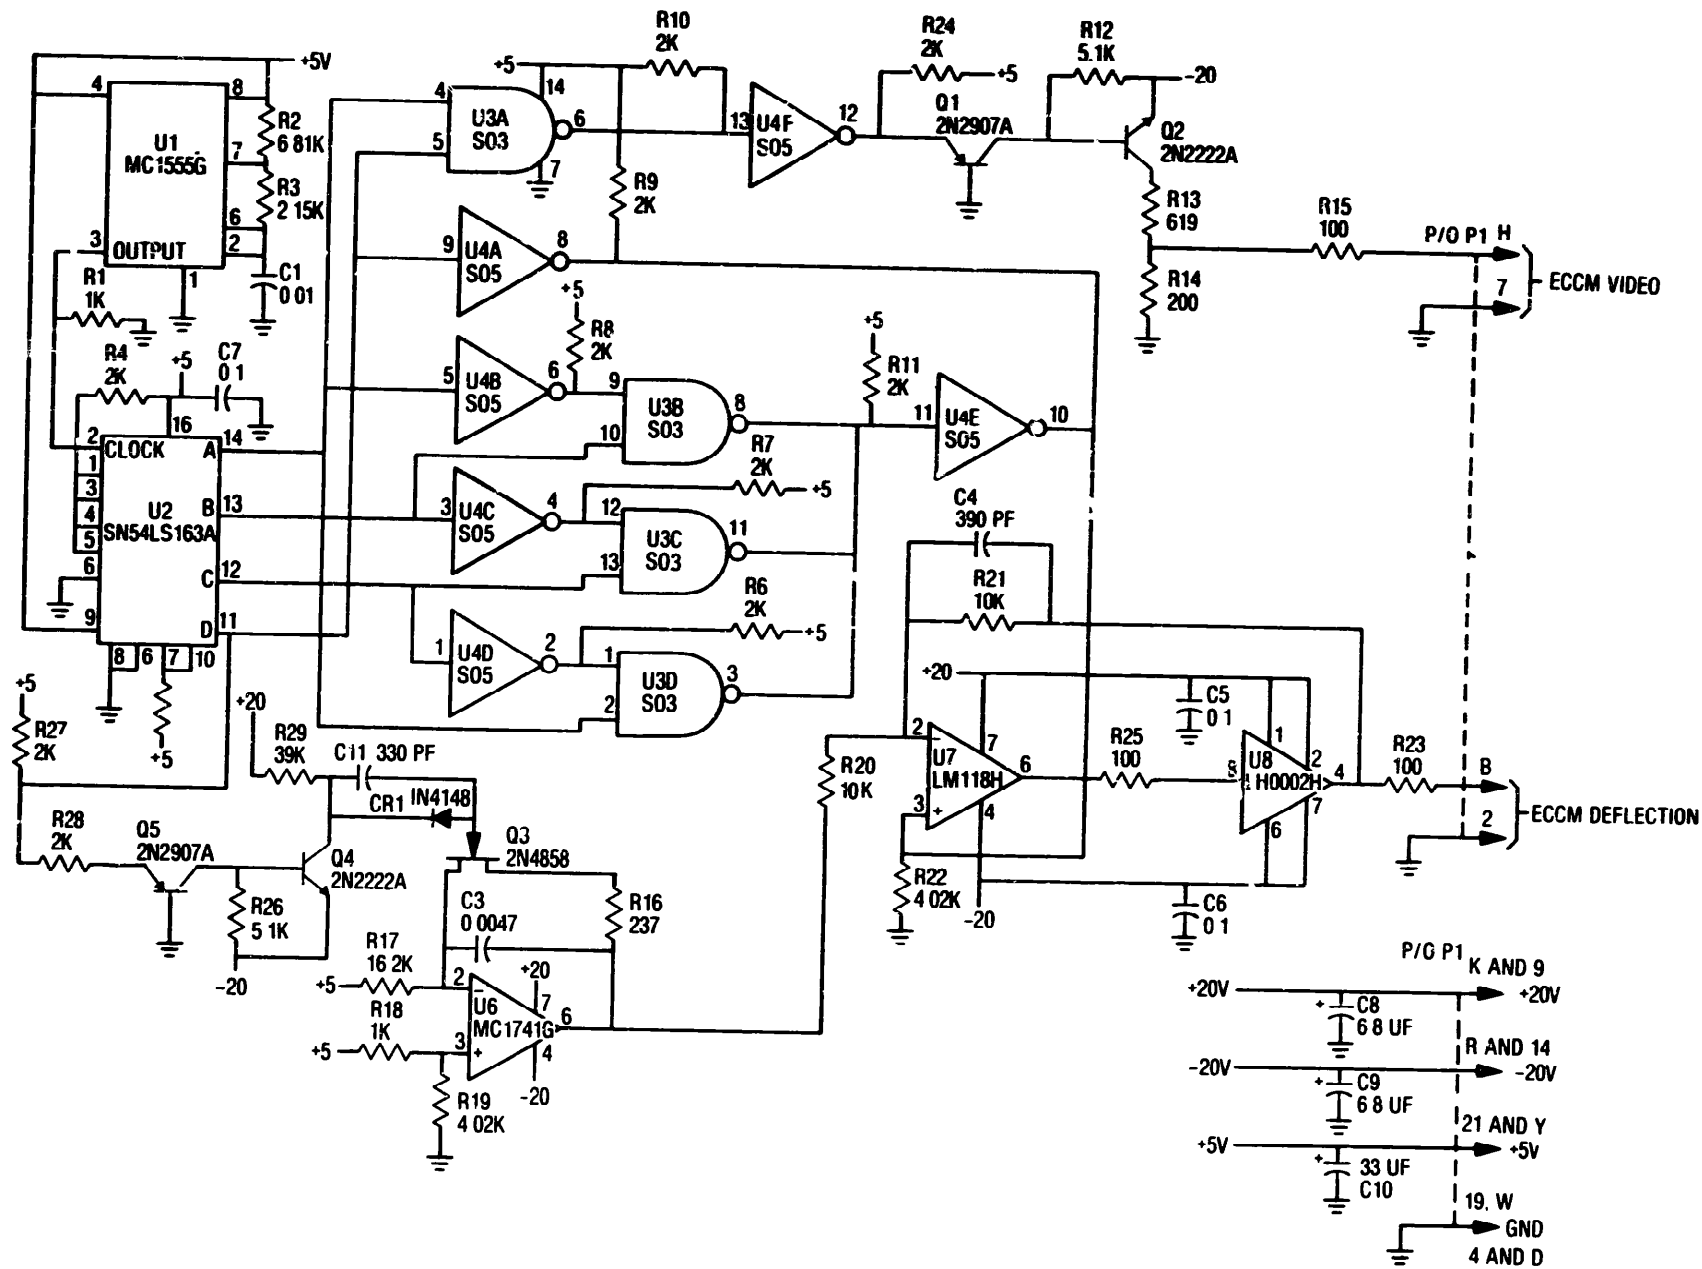 R10
2K
R24
2K
R12
5.1K
+5V
+5
+5
-20
4
8
U1
MC1555G
R2
6 81K
7
R3
2 15K
6
2
3
OUTPUT
1
C1
0 01
R1
1K
4
5
U3A
S03
14
6
7
13
U4F
S05
12
Q1
2N2907A
Q2
2N2222A
R9
2K
R13
619
R14
200
R15
100
P/O P1 H
7
ECCM VIDEO
9
U4A
S05
8
+5
R8
2K
5
U4B
S05
6
9
10
U3B
S03
8
+5
R11
2K
11
U4E
S05
10
R4
2K
+5
C7
0 1
16
2
CLOCK
A
14
1
3
4
5
6
9
U2
SN54LS163A
B
13
C
12
D
11
8
6
7
10
+5
3
U4C
S05
4
R7
2K
+5
12
13
U3C
S03
11
1
U4D
S05
2
R6
2K
+5
1
2
U3D
S03
3
C4
390 PF
R21
10K
+20
C5
0 1
2
−
U7
LM118H
7
6
3
+
4
R25
100
8
U8
LH0002H
1
2
4
7
6
R23
100
B
2
ECCM DEFLECTION
R20
10K
R22
4 02K
-20
C6
0 1
+5
R27
2K
R28
2K
Q5
2N2907A
+20
R29
39K
C11 330 PF
CR1
IN4148
Q4
2N2222A
R26
5 1K
-20
Q3
2N4858
C3
0 0047
R16
237
R17
16 2K
+5
2
−
+20
7
U6
MC1741G
6
R18
1K
+5
3
+
4
-20
R19
4 02K
P/O P1
K AND 9
+20V
+20V
+
C8
6 8 UF
R AND 14
-20V
-20V
+
C9
6 8 UF
21 AND Y
+5V
+5V
+
33 UF
C10
19, W
GND
4 AND D